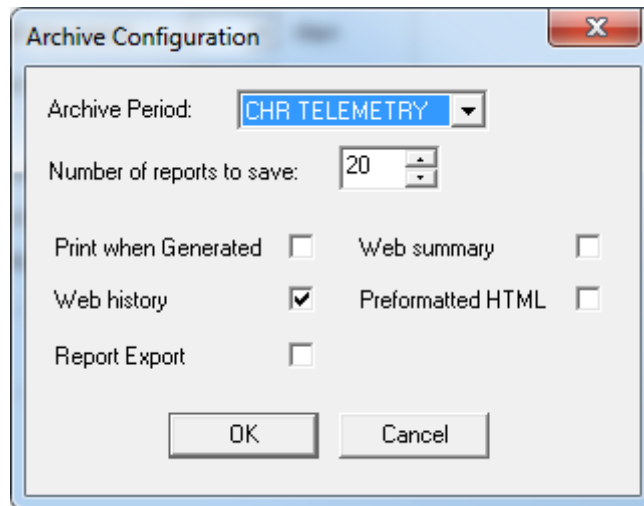 Archive Configuration
Archive Period: CHR TELEMETRY
Number of reports to save: 20
Print when Generated Web summary
Web history Preformatted HTML
Report Export
OK Cancel